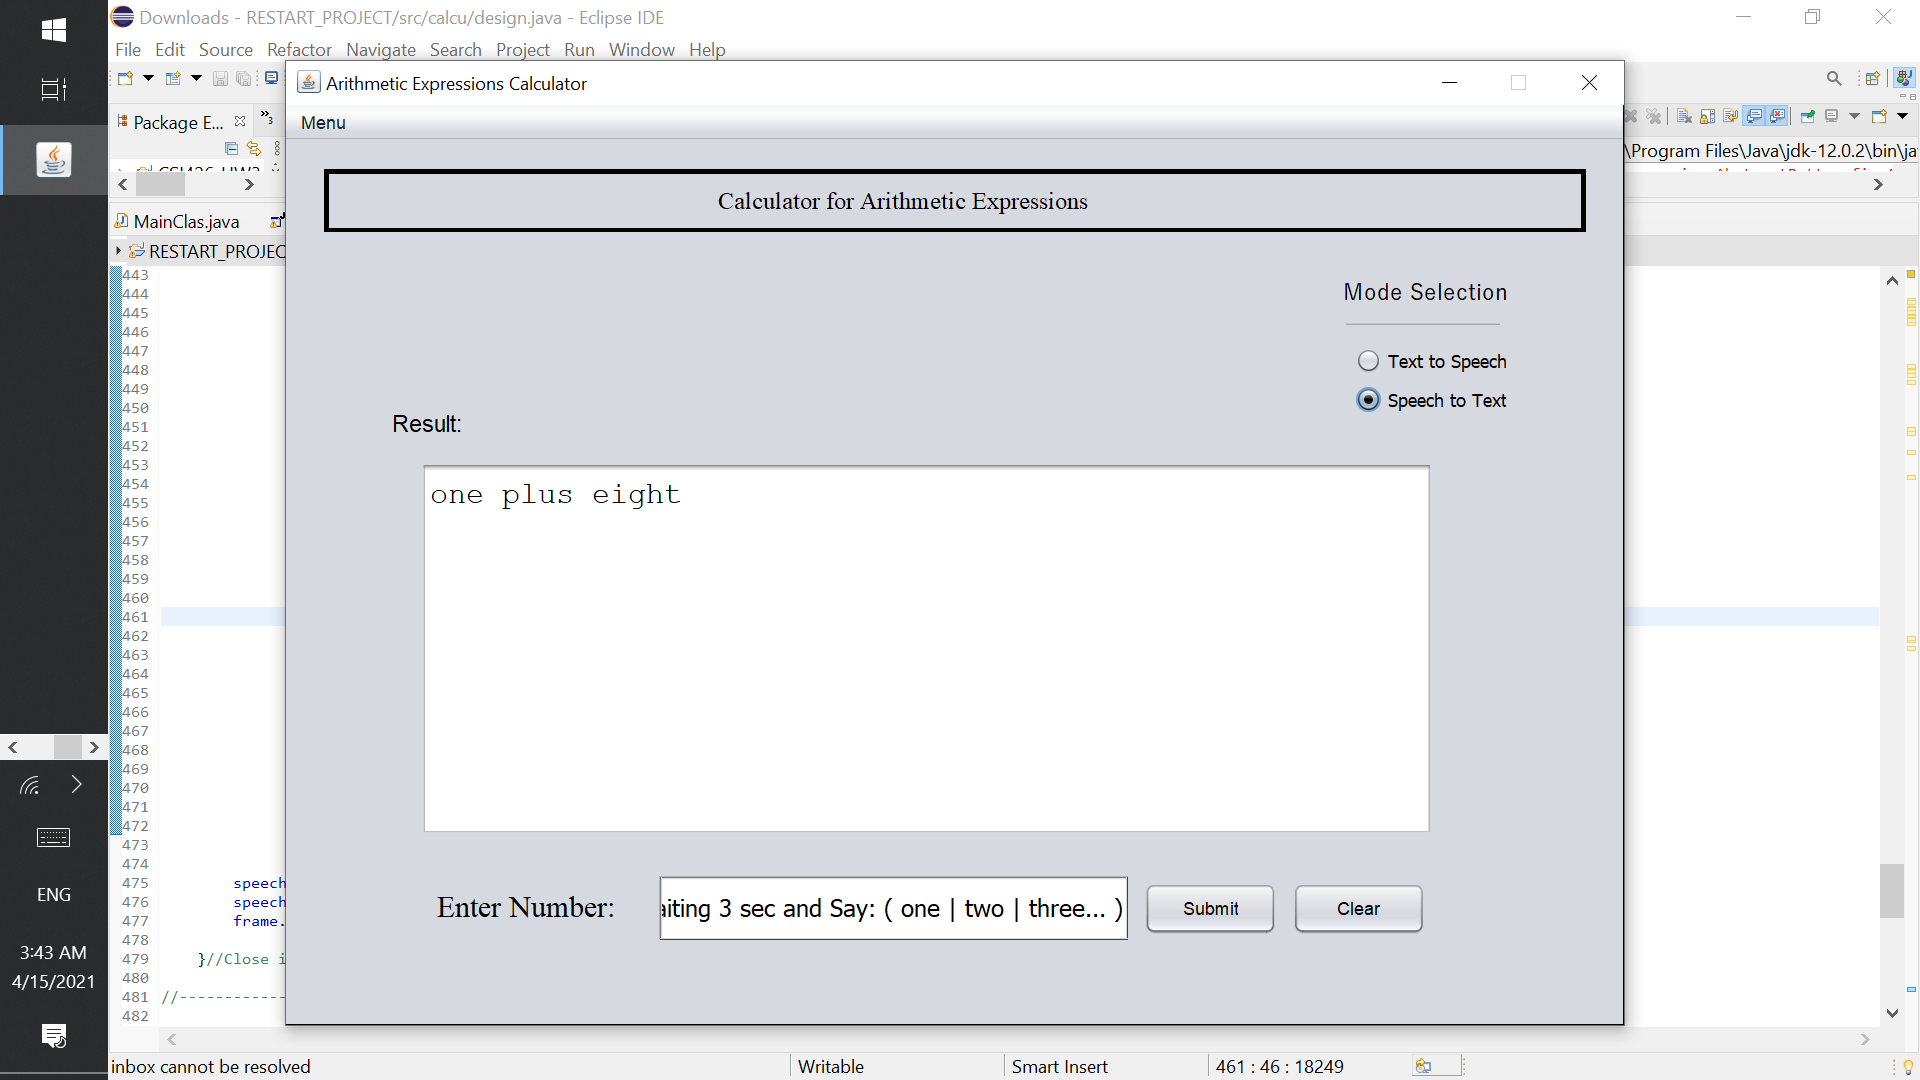 Downloads - RESTART_PROJECT/src/calcu/design.java - Eclipse IDE
File Edit Source Refactor Navigate Search Project Run Window Help
Arithmetic Expressions Calculator
Package E...
3
Menu
\Program Files\Java\jdk-12.0.2\bin\ja
Calculator for Arithmetic Expressions
MainClas.java
RESTART_PROJEC
Mode Selection
Text to Speech
Speech to Text
Result:
one plus eight
443
444
445
446
447
448
449
450
451
452
453
454
455
456
457
458
459
460
461
462
463
464
465
466
467
468
469
470
471
472
473
474
475 speech
476 speech
477 frame.
478
479 }//Close i
480
481 //------------
482
Enter Number:
aiting 3 sec and Say: ( one | two | three... )
Submit
Clear
ENG
3:43 AM
4/15/2021
inbox cannot be resolved
Writable
Smart Insert
461 : 46 : 18249